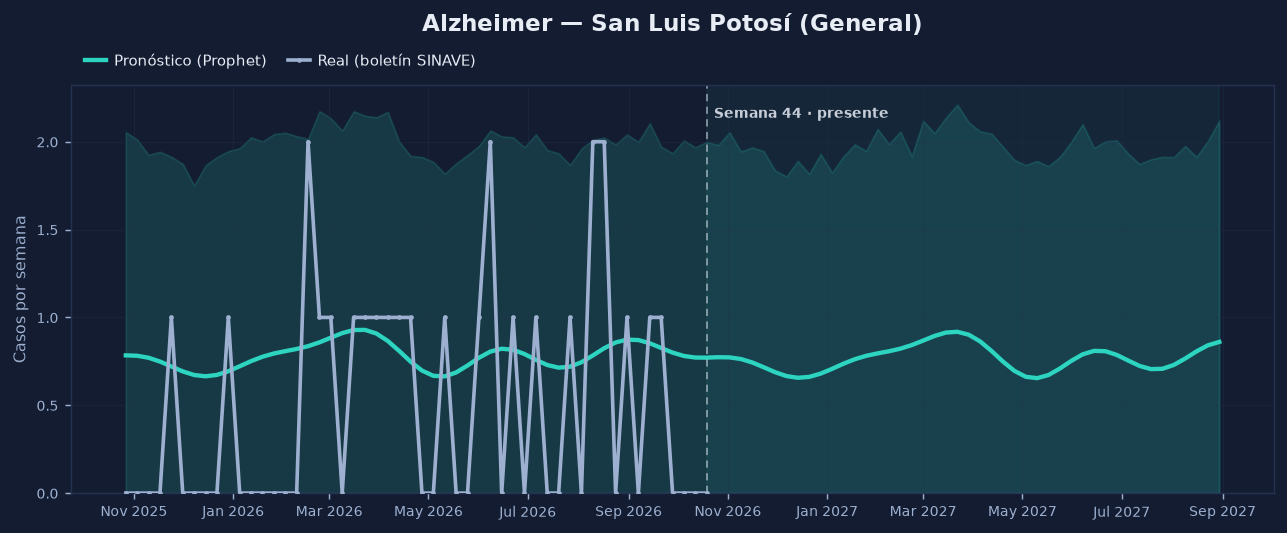 Alzheimer — San Luis Potosí (General)
Pronóstico (Prophet)
Real (boletín SINAVE)
Semana 44 · presente
Casos por semana
2.0
1.5
1.0
0.5
0.0
Nov 2025
Jan 2026
Mar 2026
May 2026
Jul 2026
Sep 2026
Nov 2026
Jan 2027
Mar 2027
May 2027
Jul 2027
Sep 2027